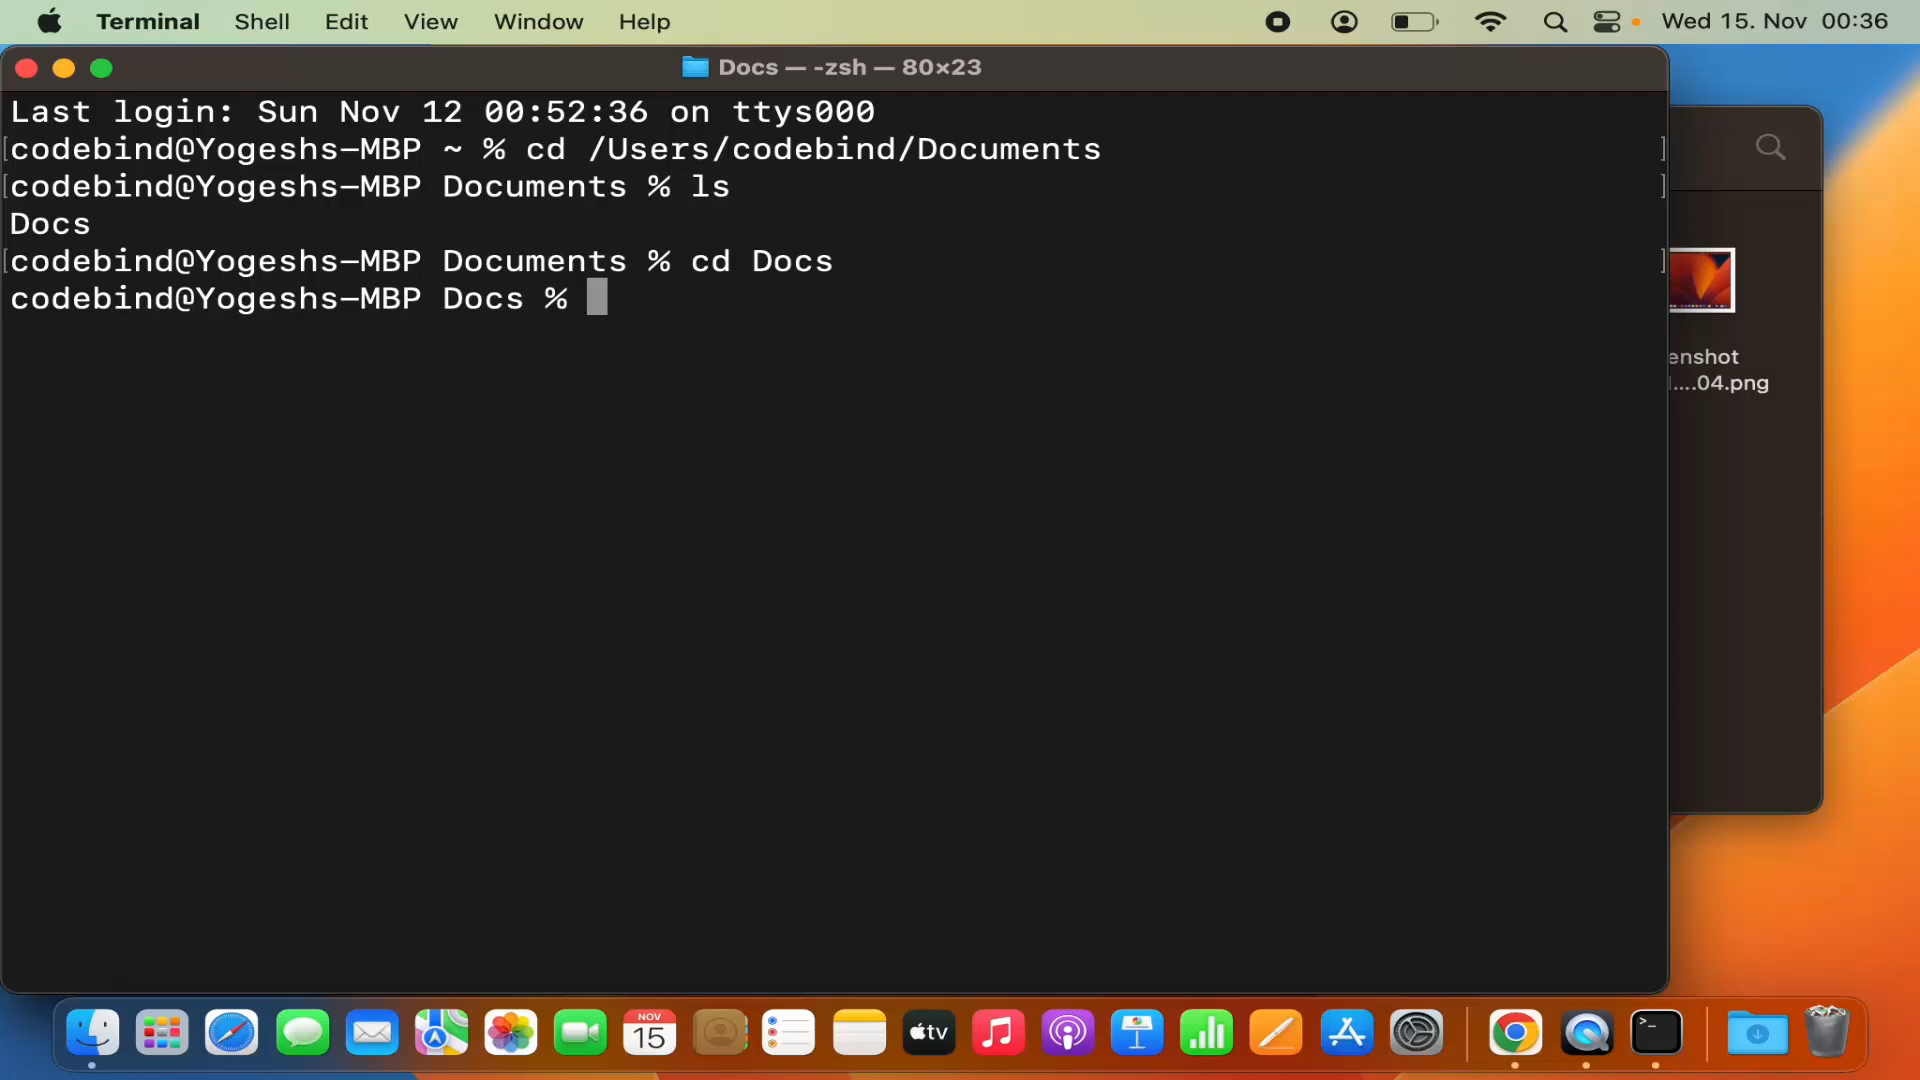 Terminal Shell Edit View Window Help Wed 15. Nov 00:36
Docs — -zsh — 80×23
Last login: Sun Nov 12 00:52:36 on ttys000
[codebind@Yogeshs-MBP ~ % cd /Users/codebind/Documents ]
[codebind@Yogeshs-MBP Documents % ls ]
Docs
[codebind@Yogeshs-MBP Documents % cd Docs ]
codebind@Yogeshs-MBP Docs %
enshot
....04.png
NOV
15
tv
>_